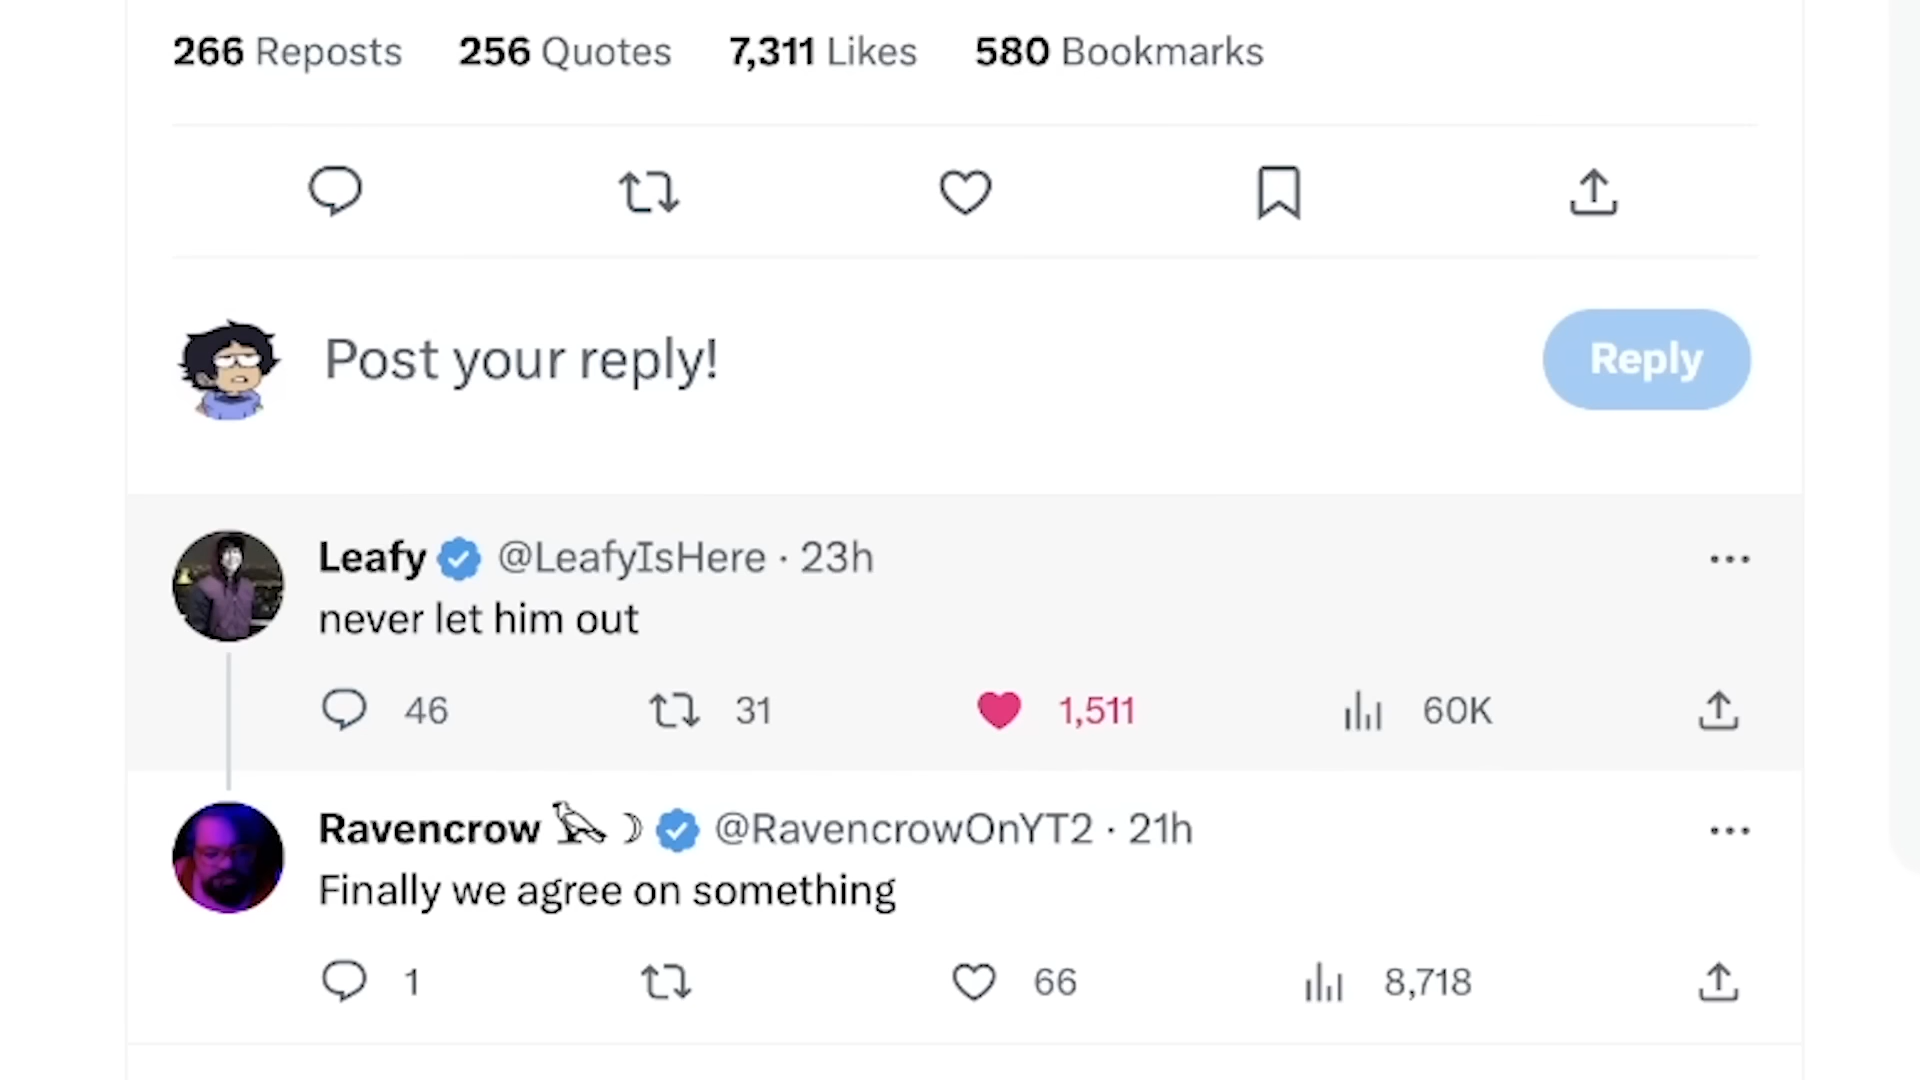 266 Reposts 256 Quotes 7,311 Likes 580 Bookmarks
Post your reply!
Reply
Leafy @LeafyIsHere · 23h
never let him out
46 31 1,511 60K
Ravencrow 𓅂☽ @RavencrowOnYT2 · 21h
Finally we agree on something
1 66 8,718